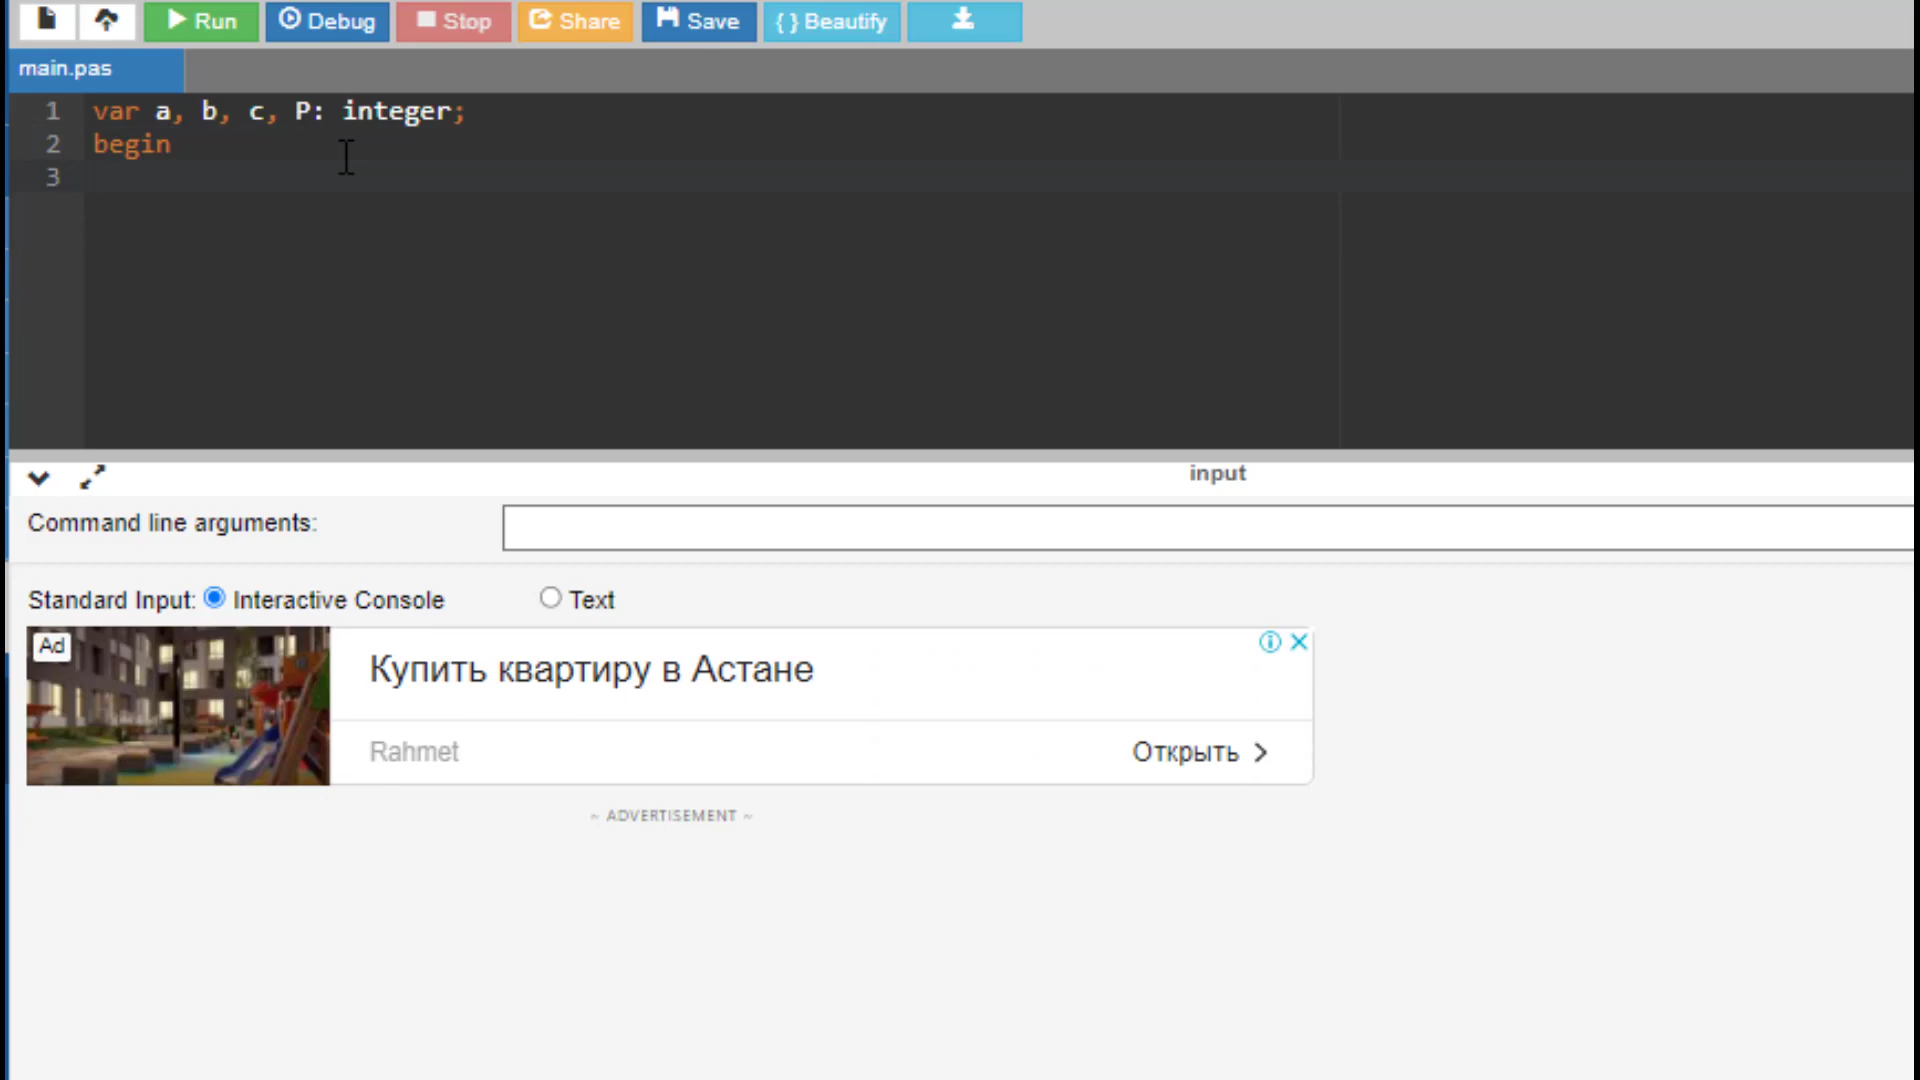 Run Debug Stop Share Save { } Beautify
main.pas
1 var a, b, c, P: integer;
2 begin
3
input
Command line arguments:
Standard Input: Interactive Console Text
Ad
Купить квартиру в Астане
Rahmet
Открыть
~ ADVERTISEMENT ~